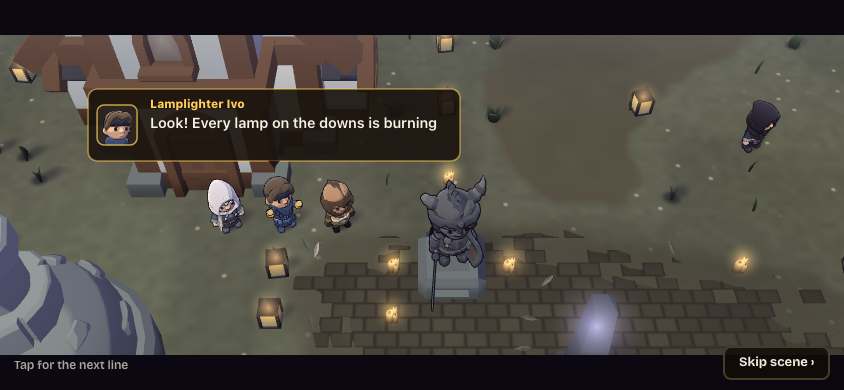 Lamplighter Ivo
Look! Every lamp on the downs is burning
Tap for the next line
Skip scene ›